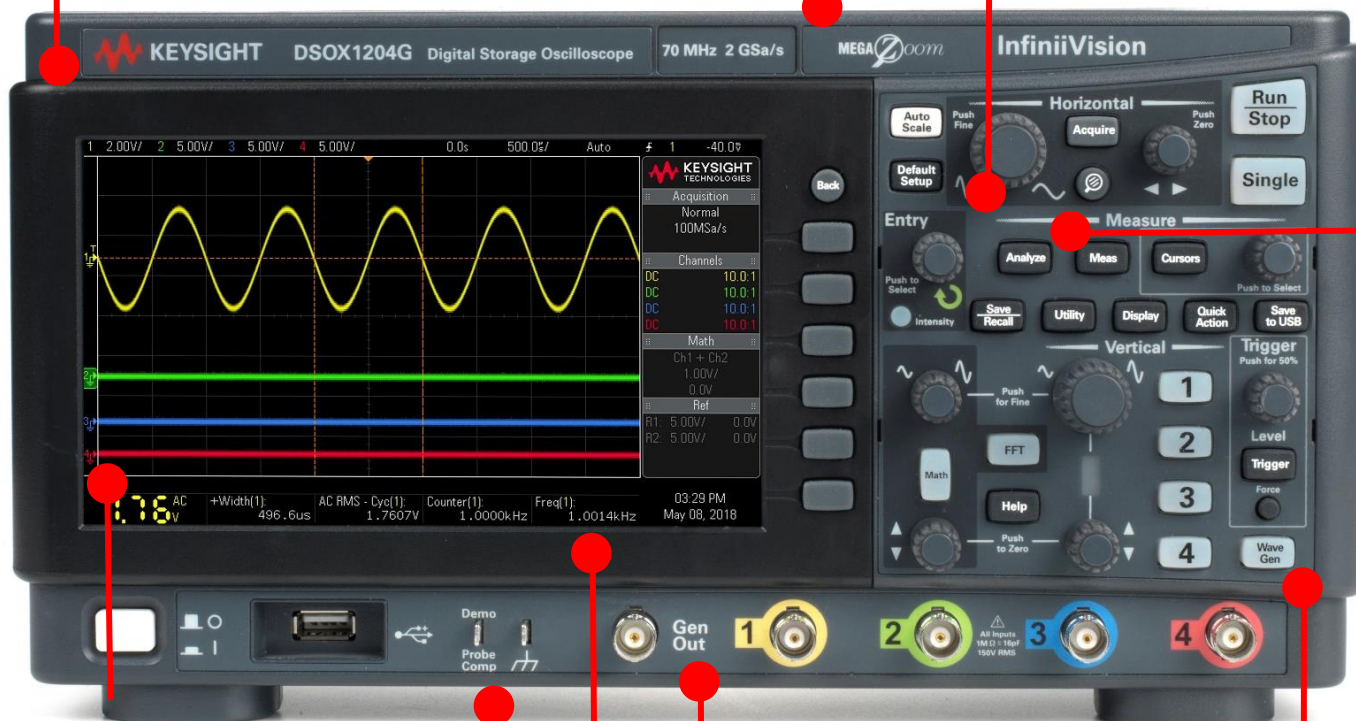 KEYSIGHT DSOX1204G Digital Storage Oscilloscope 70 MHz 2 GSa/s MEGA Zoom InfiniiVision
1 2.00V/ 2 5.00V/ 3 5.00V/ 4 5.00V/ 0.0s 500.0%/ Auto 1 -40.0
KEYSIGHT
TECHNOLOGIES
Acquisition
Normal
100MSa/s
Channels
DC 10.0:1
DC 10.0:1
DC 10.0:1
DC 10.0:1
Math
Ch1 + Ch2
1.00V/
0.0V
Ref
R1: 5.00V/ 0.0V
R2: 5.00V/ 0.0V
T
1
2
3
4
1.76 AC
V
+Width(1):
496.6us
AC RMS - Cyc(1):
1.7607V
Counter(1):
1.0000kHz
Freq(1):
1.0014kHz
03:29 PM
May 08, 2018
Back
Auto
Scale
Default
Setup
Horizontal
Push
Fine
Acquire
Push
Zero
Run
Stop
Single
Entry
Push to
Select
Intensity
Measure
Analyze
Meas
Cursors
Push to Select
Save
Recall
Utility
Display
Quick
Action
Save
to USB
Vertical
Push
for Fine
FFT
Math
Help
Push
to Zero
1
2
3
4
Trigger
Push for 50%
Level
Trigger
Force
Wave
Gen
Demo
Probe
Comp
Gen
Out
1
2
All Inputs
1M Ω = 16pF
150V RMS
3
4